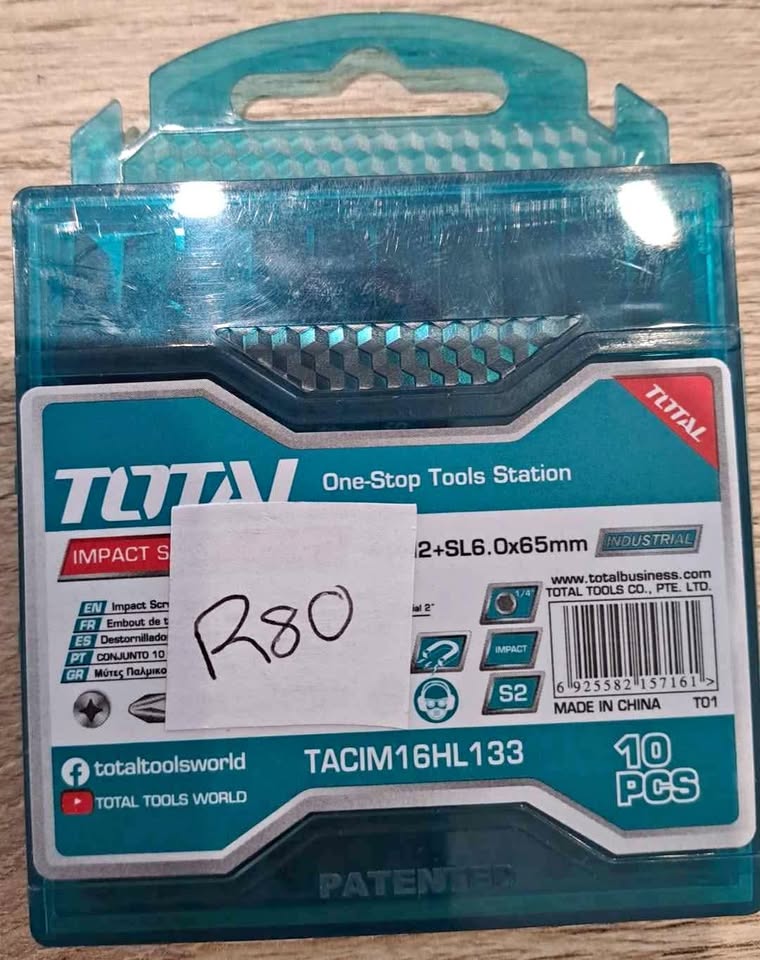 TOTAL
TOTAL One-Stop Tools Station
IMPACT 2+SL6.0x65mm INDUSTRIAL
www.totalbusiness.com
TOTAL TOOLS CO., PTE. LTD.
EN Impact
FR Embout de
ES Destornillado
PT CONJUNTO 10
GR Μύτες Παλμικο
R80
2"
1/4"
IMPACT
S2
6 925582 157161 >
MADE IN CHINA T01
totaltoolsworld
TOTAL TOOLS WORLD
TACIM16HL133
10
PCS
PATENTED